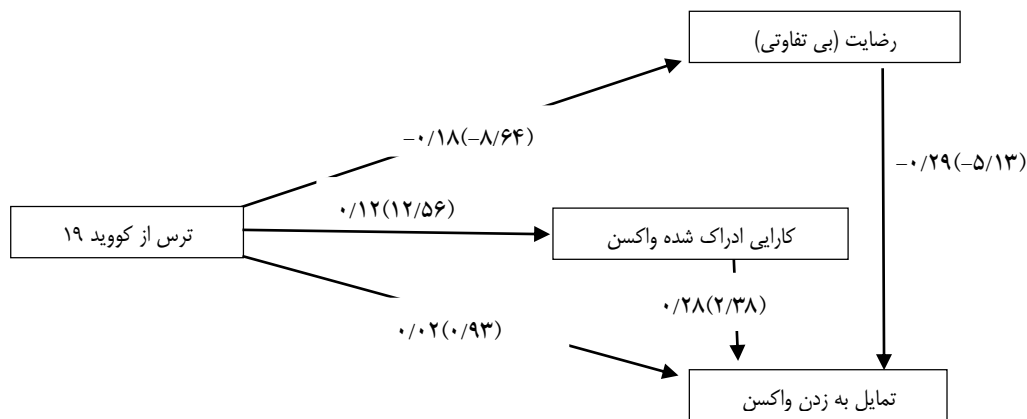 رضایت (بی تفاوتی)
–۰/۱۸(–۸/۶۴)
–۰/۲۹(–۵/۱۳)
۰/۱۲(۱۲/۵۶)
ترس از کووید ۱۹
کارایی ادراک شده واکسن
۰/۲۸(۲/۳۸)
۰/۰۲(۰/۹۳)
تمایل به زدن واکسن